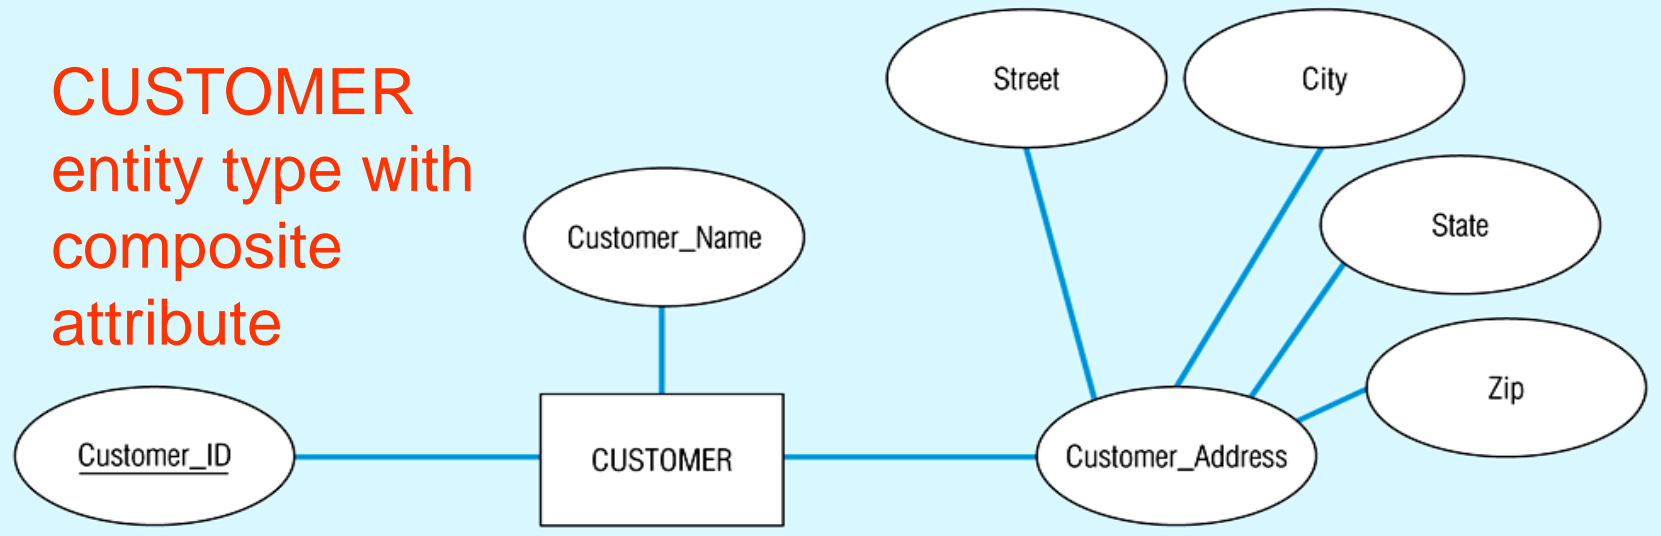 CUSTOMER
entity type with
composite
attribute
Street
City
State
Zip
Customer_Name
Customer_ID
CUSTOMER
Customer_Address